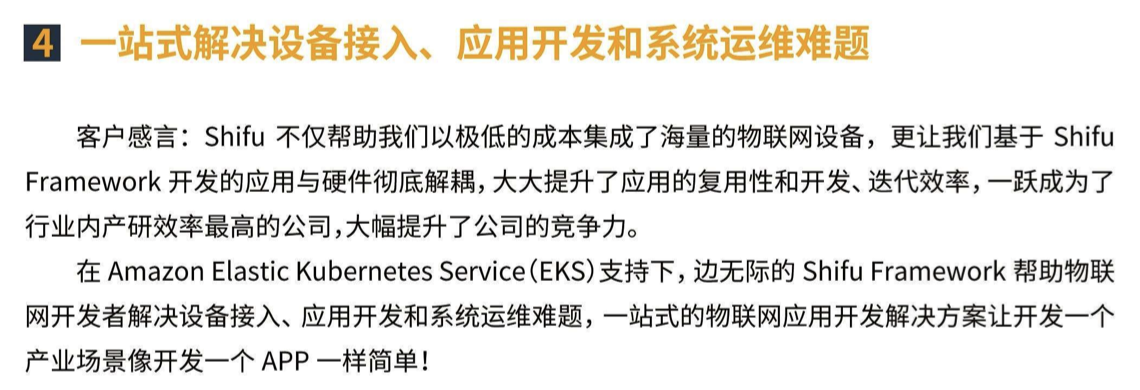 4 一站式解决设备接入、应用开发和系统运维难题
客户感言：Shifu 不仅帮助我们以极低的成本集成了海量的物联网设备，更让我们基于 Shifu
Framework 开发的应用与硬件彻底解耦，大大提升了应用的复用性和开发、迭代效率，一跃成为了
行业内产研效率最高的公司，大幅提升了公司的竞争力。
在 Amazon Elastic Kubernetes Service（EKS）支持下，边无际的 Shifu Framework 帮助物联
网开发者解决设备接入、应用开发和系统运维难题，一站式的物联网应用开发解决方案让开发一个
产业场景像开发一个 APP 一样简单！